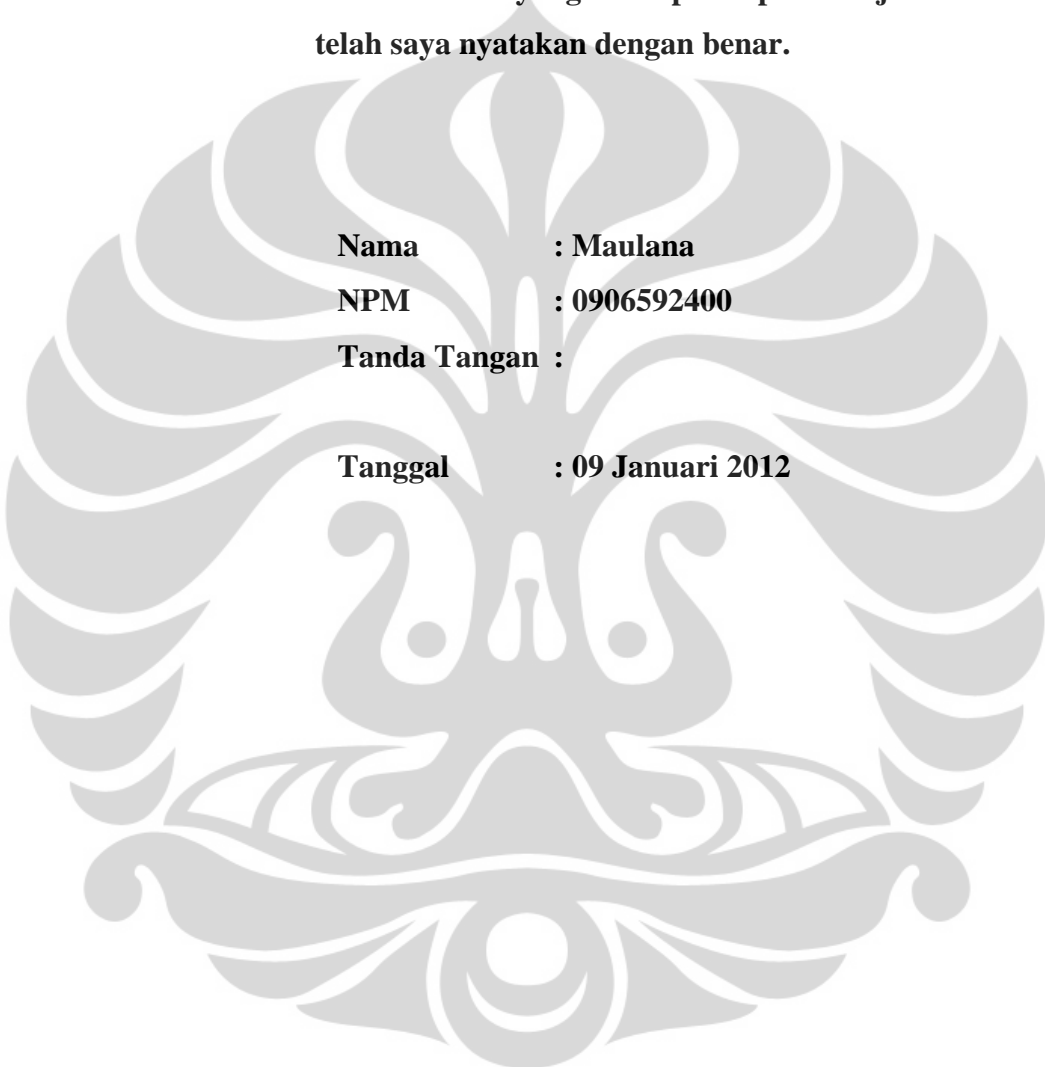 telah saya nyatakan dengan benar.
Nama : Maulana
NPM : 0906592400
Tanda Tangan :
Tanggal : 09 Januari 2012